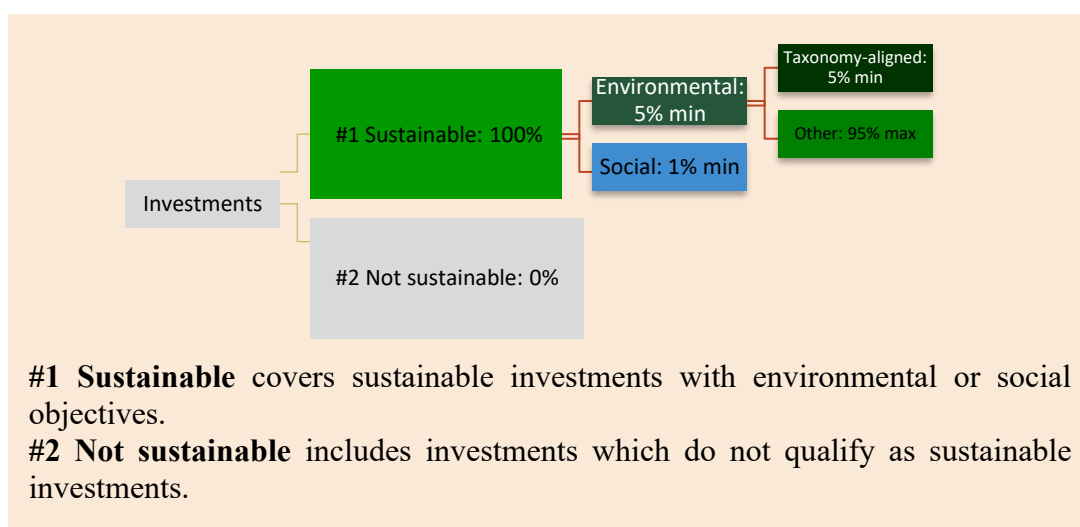 Taxonomy-aligned:
5% min
Environmental:
5% min
#1 Sustainable: 100%
Other: 95% max
Social: 1% min
Investments
#2 Not sustainable: 0%
#1 Sustainable covers sustainable investments with environmental or social
objectives.
#2 Not sustainable includes investments which do not qualify as sustainable
investments.